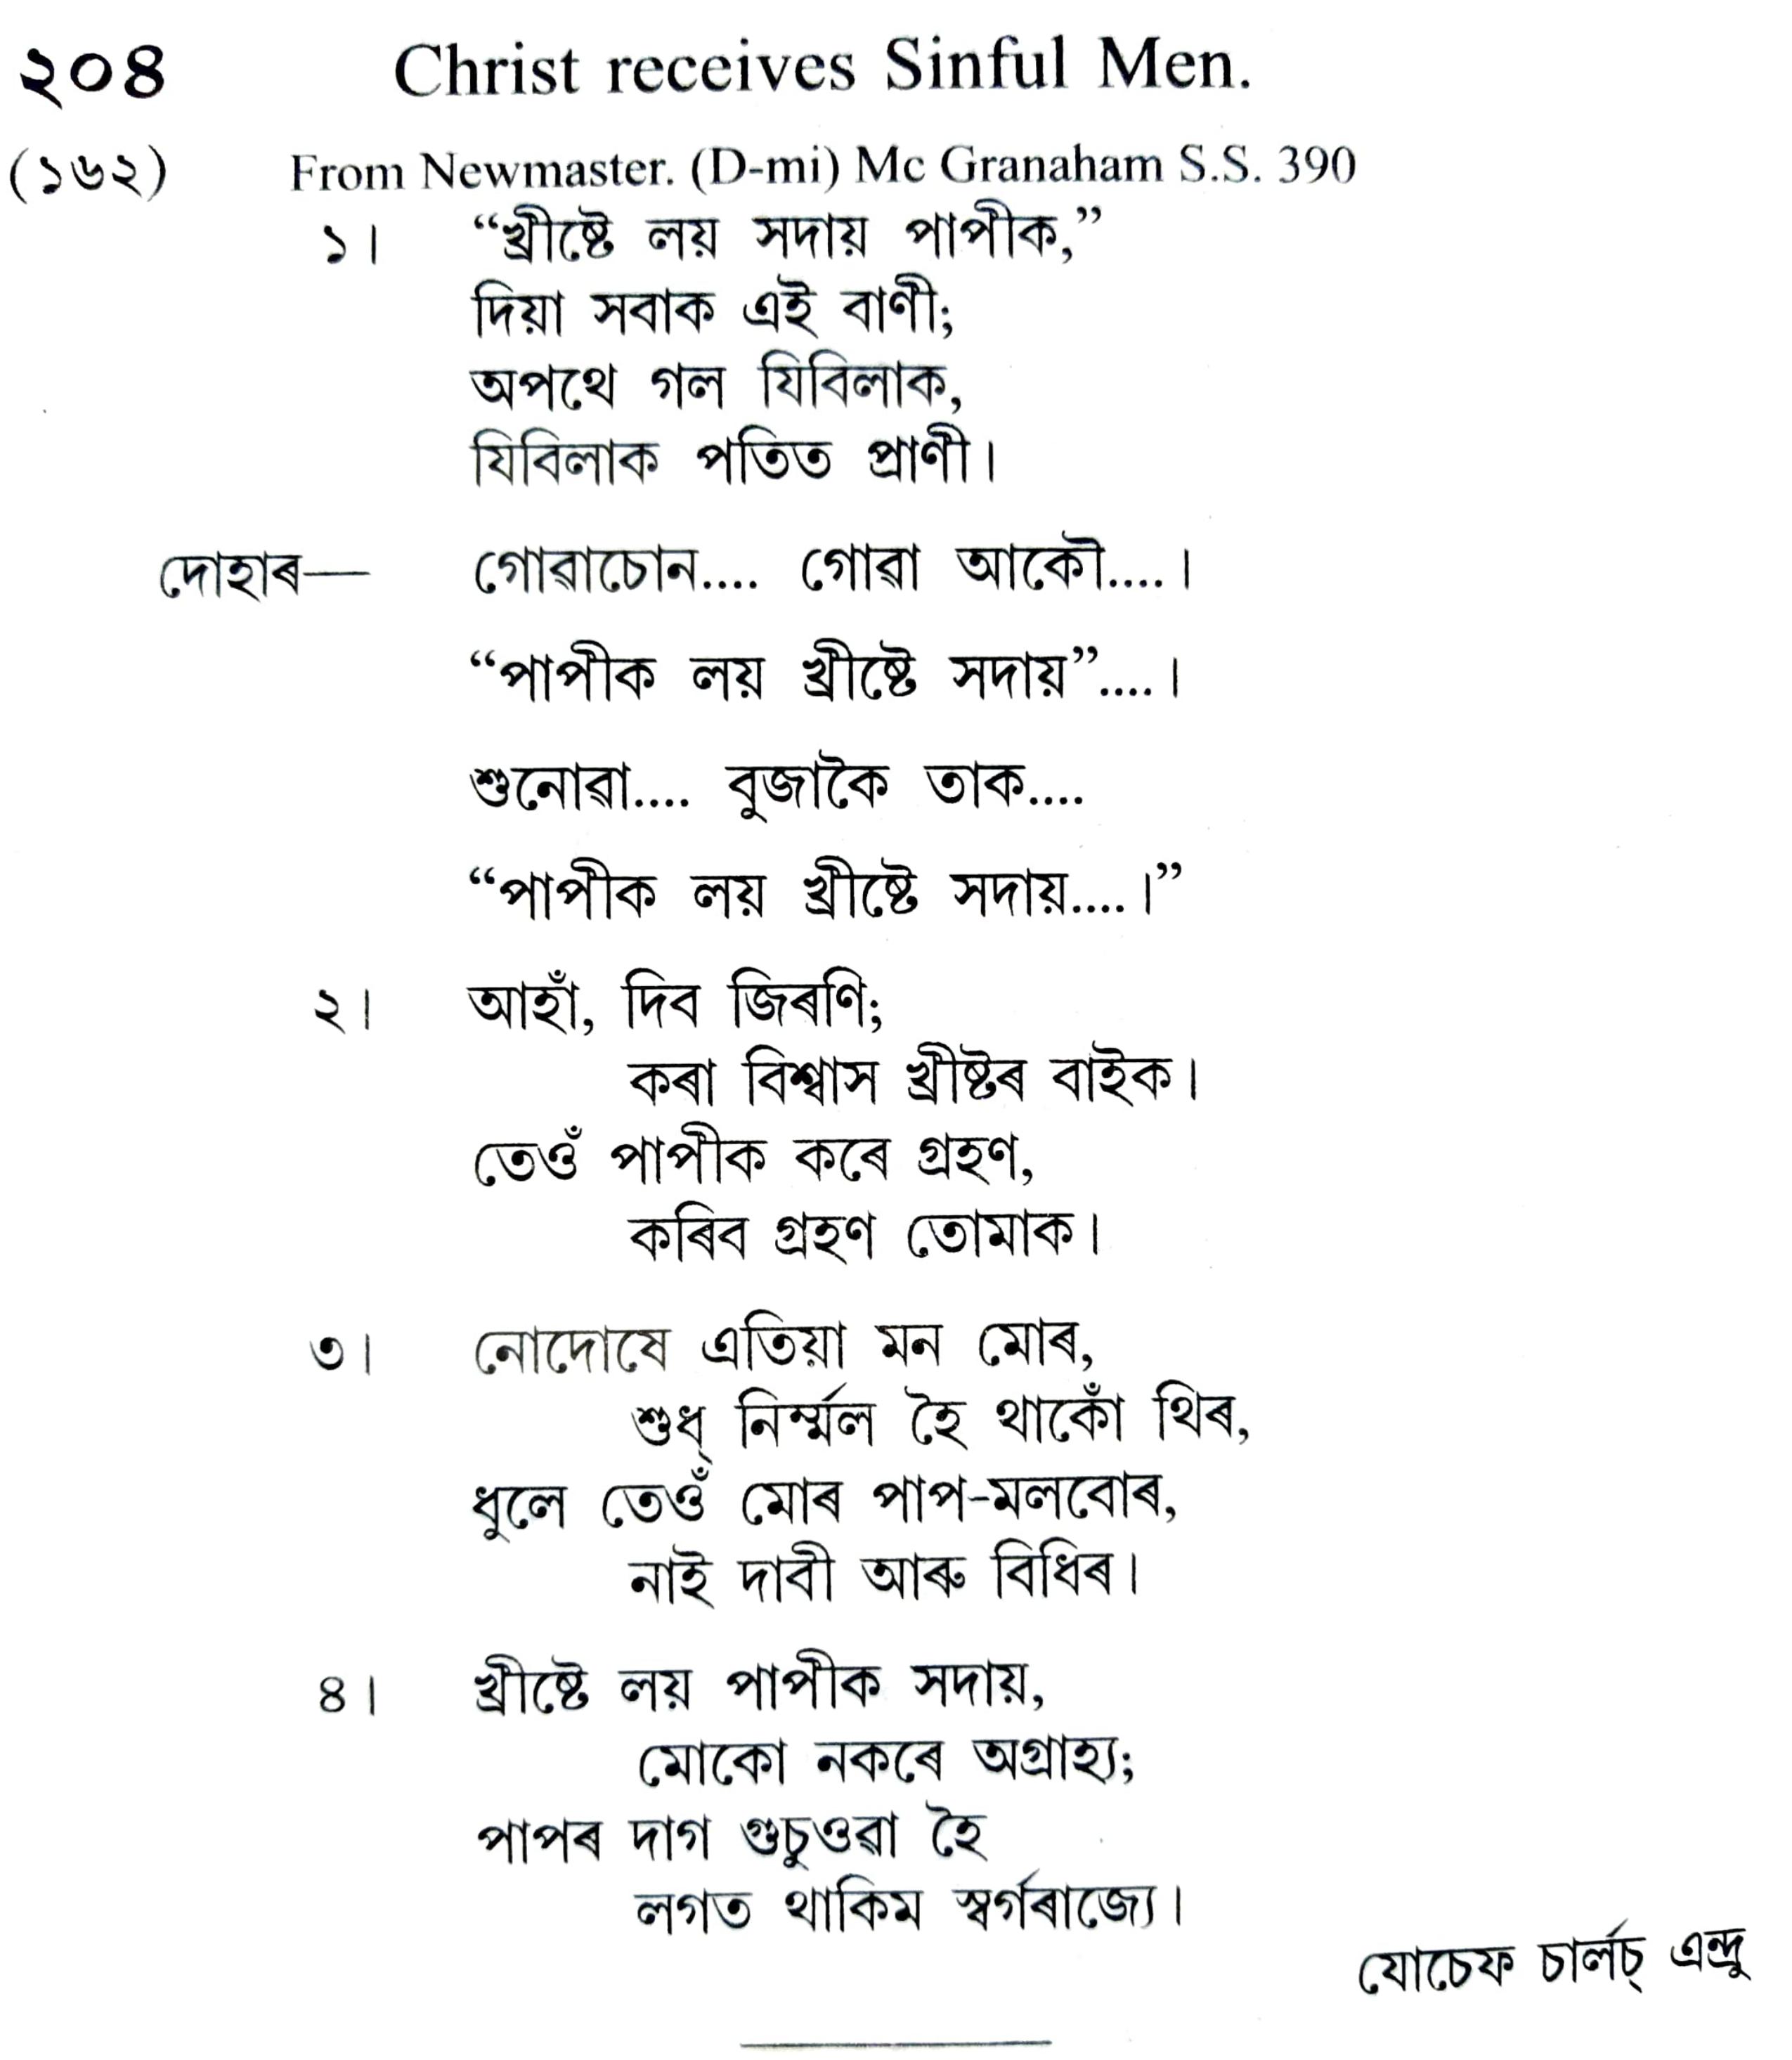 ২০৪ Christ receives Sinful Men.
(১৬২) From Newmaster. (D-mi) Mc Granaham S.S. 390
১। “খ্ৰীষ্টে লয় সদায় পাপীক,”
দিয়া সবাক এই বাণী;
অপথে গল যিবিলাক,
যিবিলাক পতিত প্ৰাণী।
দোহাৰ— গোৱাচোন.... গোৱা আকৌ....।
“পাপীক লয় খ্ৰীষ্টে সদায়”....।
শুনোৱা.... বুজাকৈ তাক....
“পাপীক লয় খ্ৰীষ্টে সদায়....।”
২। আহাঁ, দিব জিৰণি;
কৰা বিশ্বাস খ্ৰীষ্টৰ বাইক।
তেওঁ পাপীক কৰে গ্ৰহণ,
কৰিব গ্ৰহণ তোমাক।
৩। নোদোষে এতিয়া মন মোৰ,
শুধ্ নিৰ্ম্মল হৈ থাকোঁ থিৰ,
ধুলে তেওঁ মোৰ পাপ-মলবোৰ,
নাই দাবী আৰু বিধিৰ।
৪। খ্ৰীষ্টে লয় পাপীক সদায়,
মোকো নকৰে অগ্ৰাহ্য;
পাপৰ দাগ গুচুওৱা হৈ
লগত থাকিম স্বৰ্গৰাজ্যে।
যোচেফ চাৰ্লচ্ এন্দ্ৰু